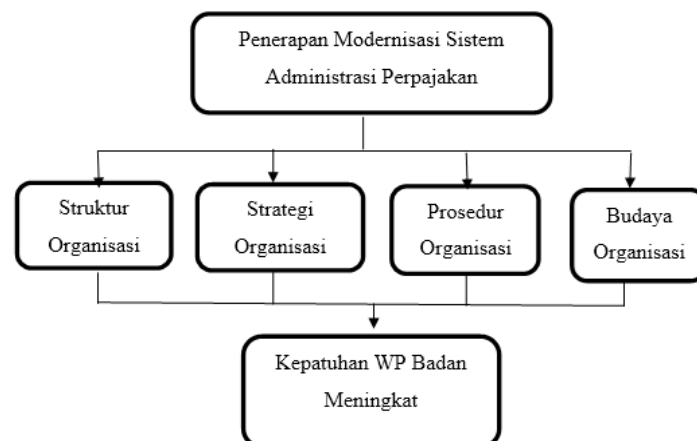 Penerapan Modernisasi Sistem
Administrasi Perpajakan
Struktur
Organisasi
Strategi
Organisasi
Prosedur
Organisasi
Budaya
Organisasi
Kepatuhan WP Badan
Meningkat